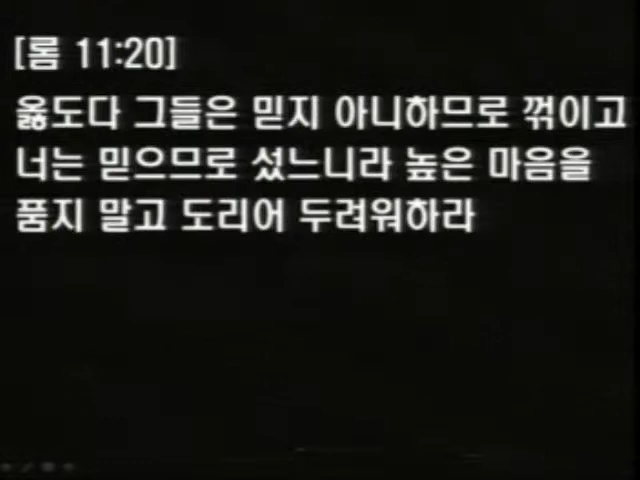 [롬 11:20]
옳도다 그들은 믿지 아니하므로 꺾이고
너는 믿으므로 섰느니라 높은 마음을
품지 말고 도리어 두려워하라